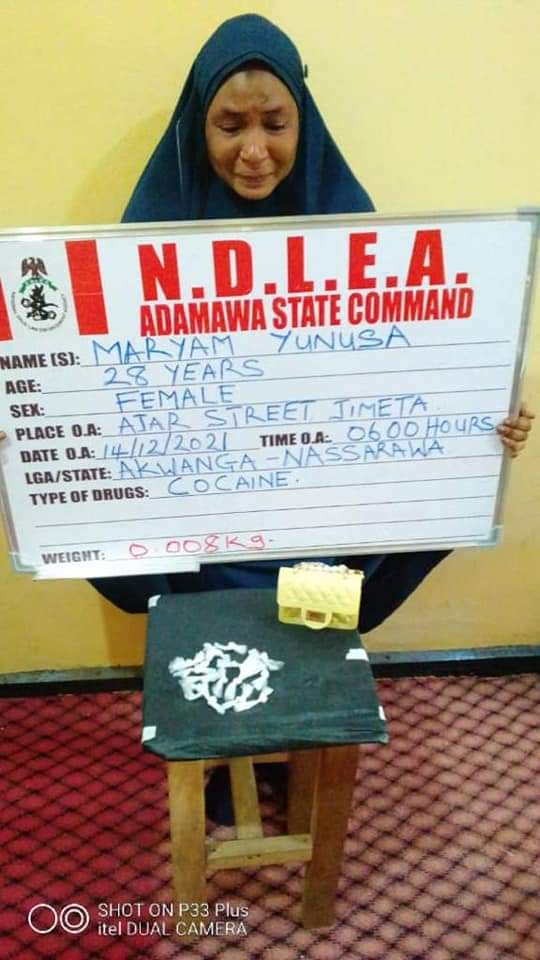 N.D.L.E.A.
ADAMAWA STATE COMMAND
NAME (S): MARYAM YUNUSA
AGE: 28 YEARS
SEX: FEMALE
PLACE O.A: AJAR STREET JIMETA.
DATE O.A: 14/12/2021 TIME O.A: 0600 HOURS
LGA/STATE: AKWANGA - NASSARAWA
TYPE OF DRUGS: COCAINE.
WEIGHT: 0.008Kg.
SHOT ON P33 Plus
itel DUAL CAMERA